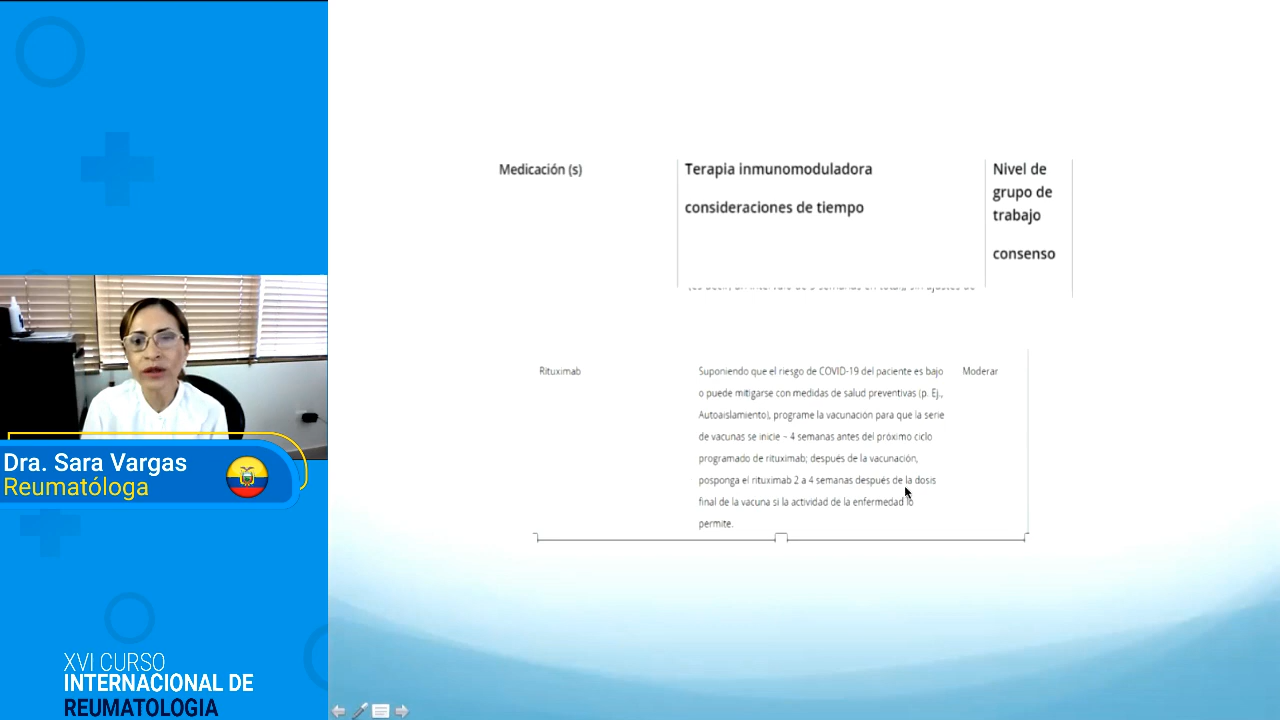 Medicación (s)
Terapia inmunomoduladora
consideraciones de tiempo
Nivel de
grupo de
trabajo
consenso
Rituximab
Suponiendo que el riesgo de COVID-19 del paciente es bajo
o puede mitigarse con medidas de salud preventivas (p. Ej.,
Autoaislamiento), programe la vacunación para que la serie
de vacunas se inicie ~ 4 semanas antes del próximo ciclo
programado de rituximab; después de la vacunación,
posponga el rituximab 2 a 4 semanas después de la dosis
final de la vacuna si la actividad de la enfermedad lo
permite.
Moderar
Dra. Sara Vargas
Reumatóloga
XVI CURSO
INTERNACIONAL DE
REUMATOLOGIA